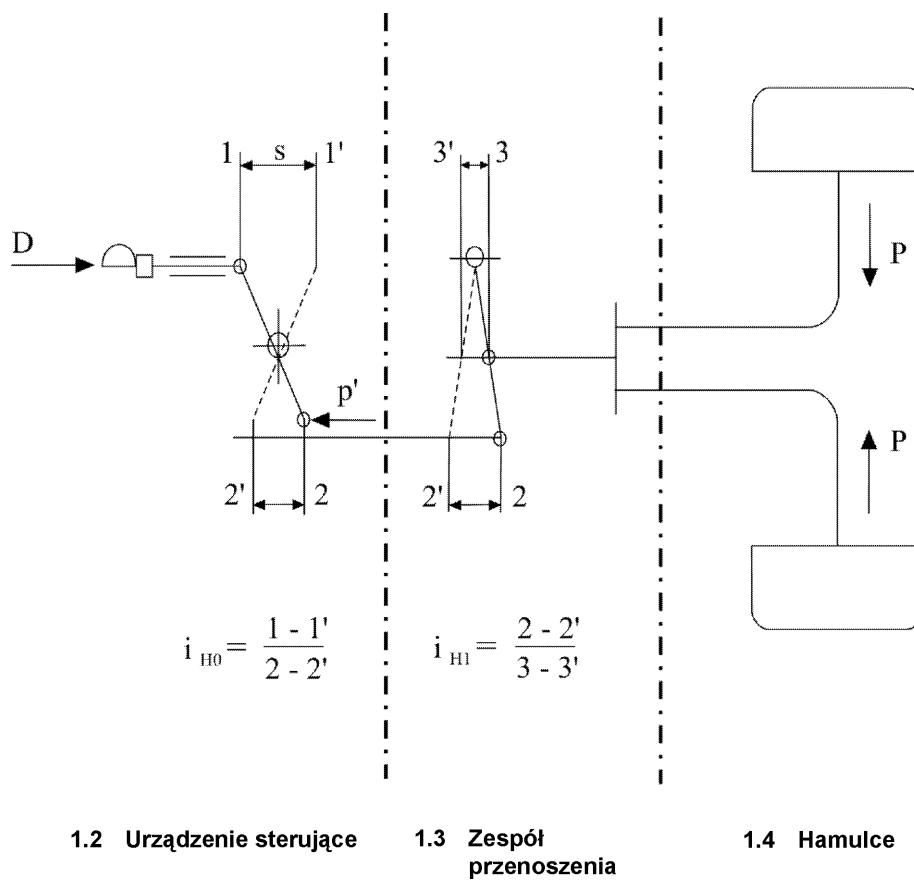 1 s 1' 3' 3
D P
p' P
2' 2 2' 2
i H0 = 1 - 1' / 2 - 2' i H1 = 2 - 2' / 3 - 3'
1.2 Urządzenie sterujące 1.3 Zespół 1.4 Hamulce
przenoszenia